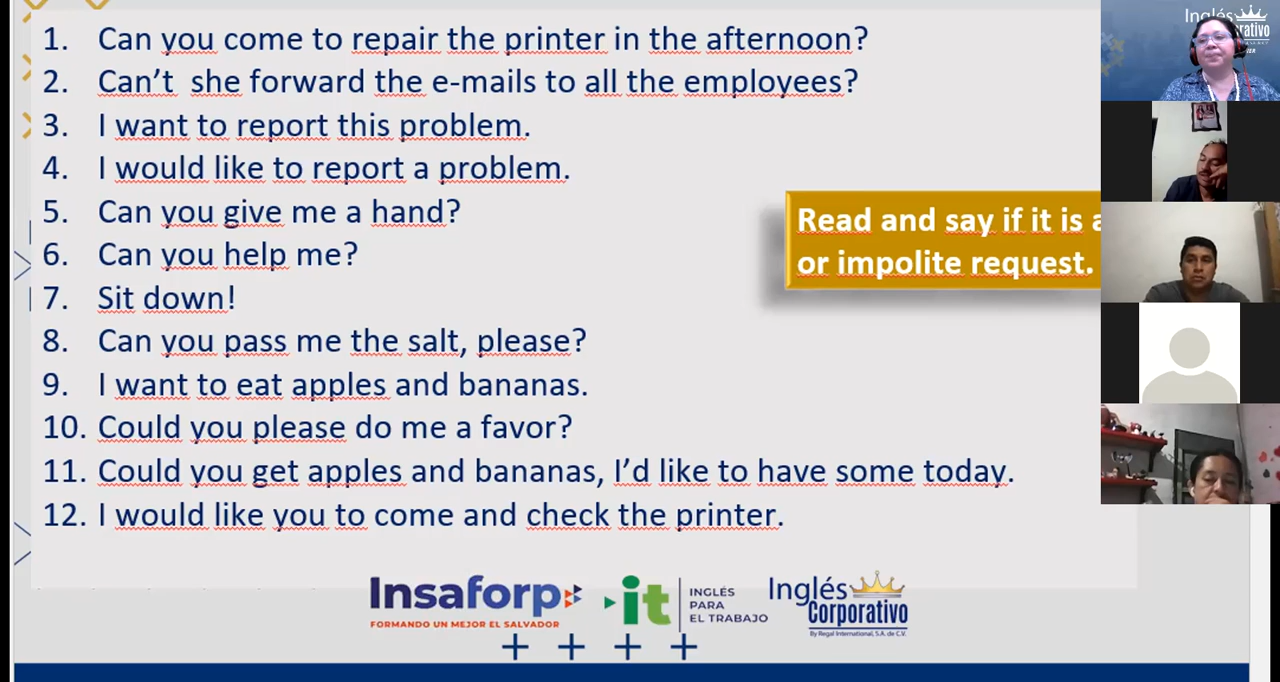 1. Can you come to repair the printer in the afternoon?
2. Can't she forward the e-mails to all the employees?
3. I want to report this problem.
4. I would like to report a problem.
5. Can you give me a hand?
6. Can you help me?
7. Sit down!
8. Can you pass me the salt, please?
9. I want to eat apples and bananas.
10. Could you please do me a favor?
11. Could you get apples and bananas, I'd like to have some today.
12. I would like you to come and check the printer.
Read and say if it is a
or impolite request.
Inglés
Insaforp
FORMANDO UN MEJOR EL SALVADOR
it
INGLÉS
PARA
EL TRABAJO
Inglés
Corporativo
By Regal International, S.A. de C.V.